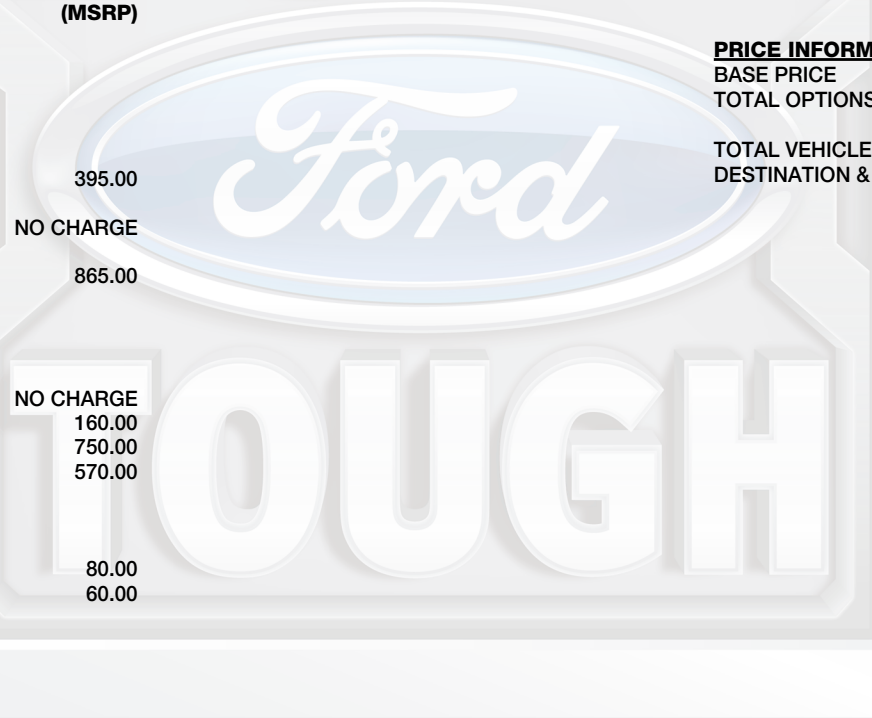 (MSRP)
395.00
NO CHARGE
865.00
NO CHARGE
160.00
750.00
570.00
80.00
60.00
PRICE INFORM
BASE PRICE
TOTAL OPTIONS
TOTAL VEHICLE
DESTINATION &
Ford
TOUGH